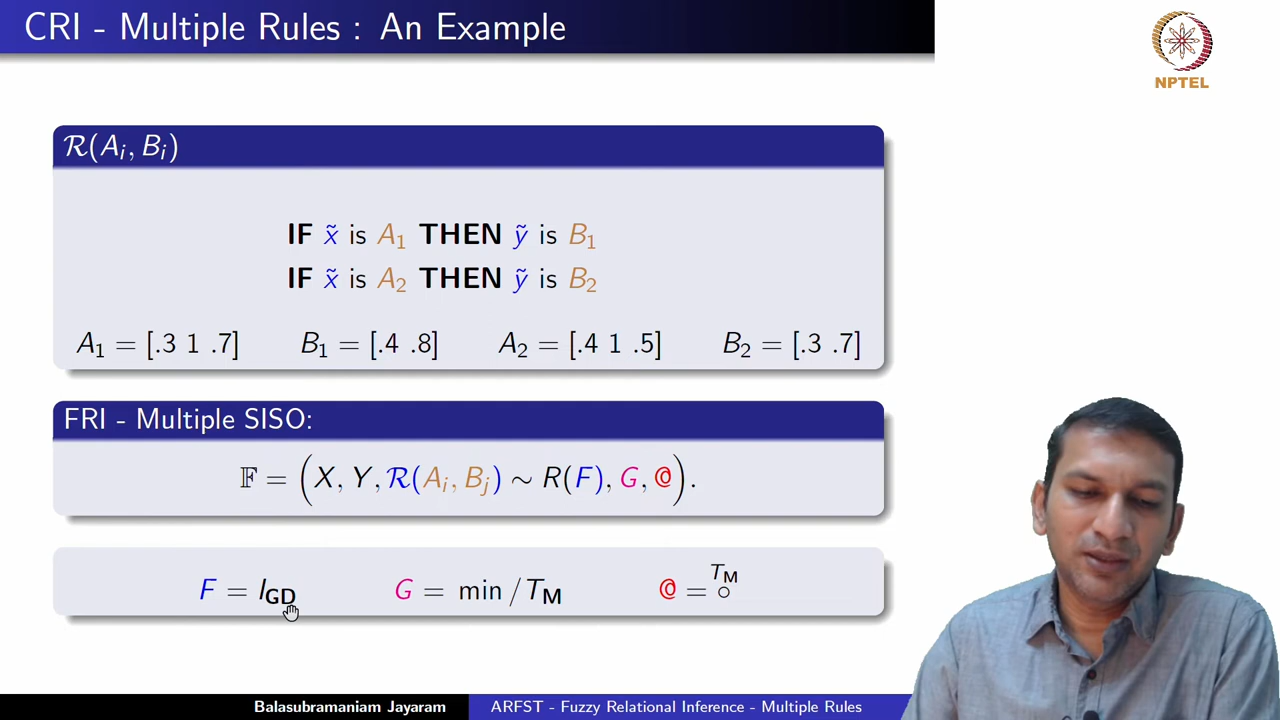 CRI - Multiple Rules : An Example
NPTEL
ℛ(Aᵢ, Bᵢ)
IF x̃ is A₁ THEN ỹ is B₁
IF x̃ is A₂ THEN ỹ is B₂
A₁ = [.3 1 .7] B₁ = [.4 .8] A₂ = [.4 1 .5] B₂ = [.3 .7]
FRI - Multiple SISO:
𝔽 = (X, Y, ℛ(Aᵢ, Bⱼ) ∼ R(F), G, @).
F = I_GD G = min / T_M @ = ∘^T_M
Balasubramaniam Jayaram ARFST - Fuzzy Relational Inference - Multiple Rules